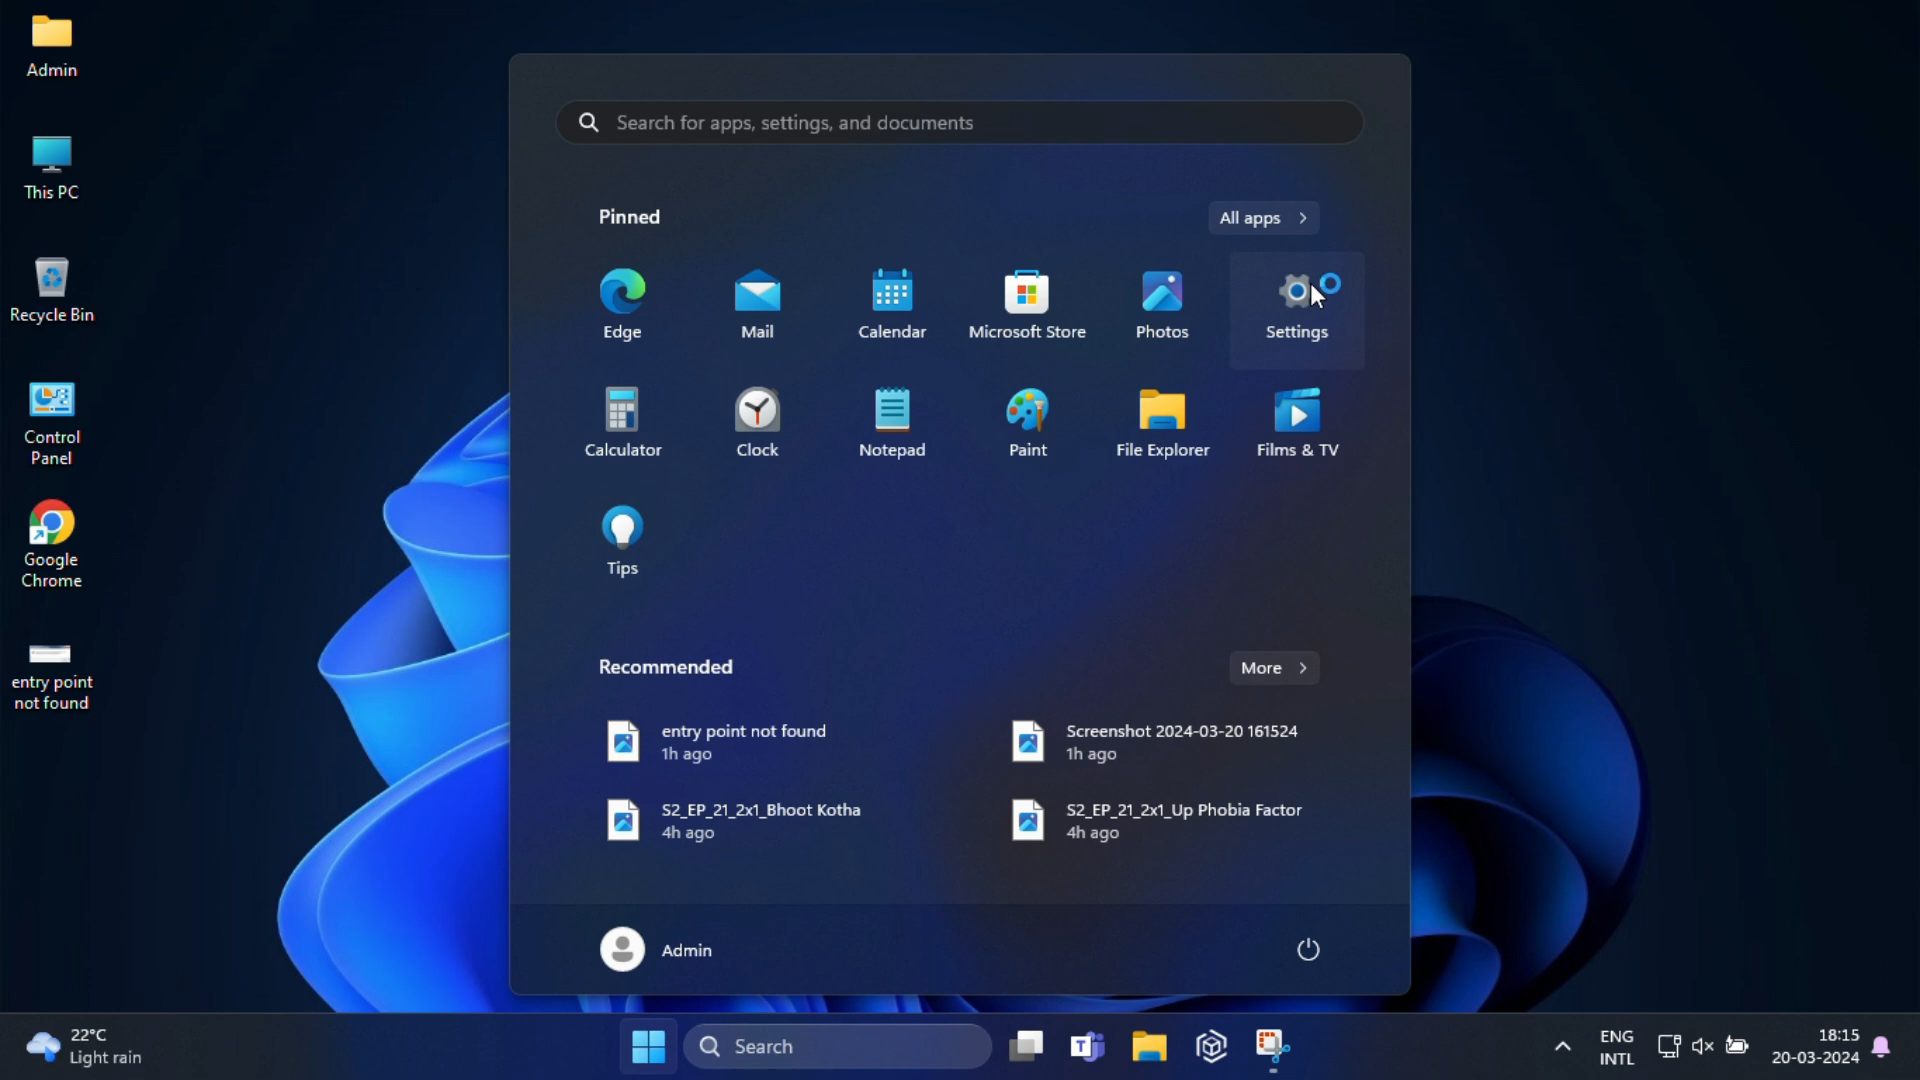 Admin
This PC
Recycle Bin
Control
Panel
Google
Chrome
entry point
not found
Search for apps, settings, and documents
Pinned
All apps
Edge
Mail
Calendar
Microsoft Store
Photos
Settings
Calculator
Clock
Notepad
Paint
File Explorer
Films & TV
Tips
Recommended
More
entry point not found
1h ago
Screenshot 2024-03-20 161524
1h ago
S2_EP_21_2x1_Bhoot Kotha
4h ago
S2_EP_21_2x1_Up Phobia Factor
4h ago
Admin
22°C
Light rain
Search
ENG
INTL
18:15
20-03-2024